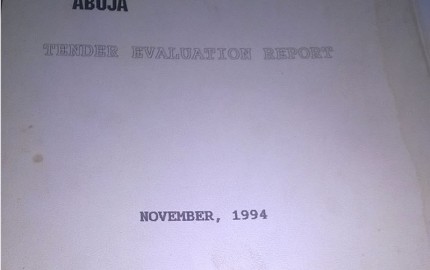 ABUJA
TENDER EVALUATION REPORT
NOVEMBER, 1994